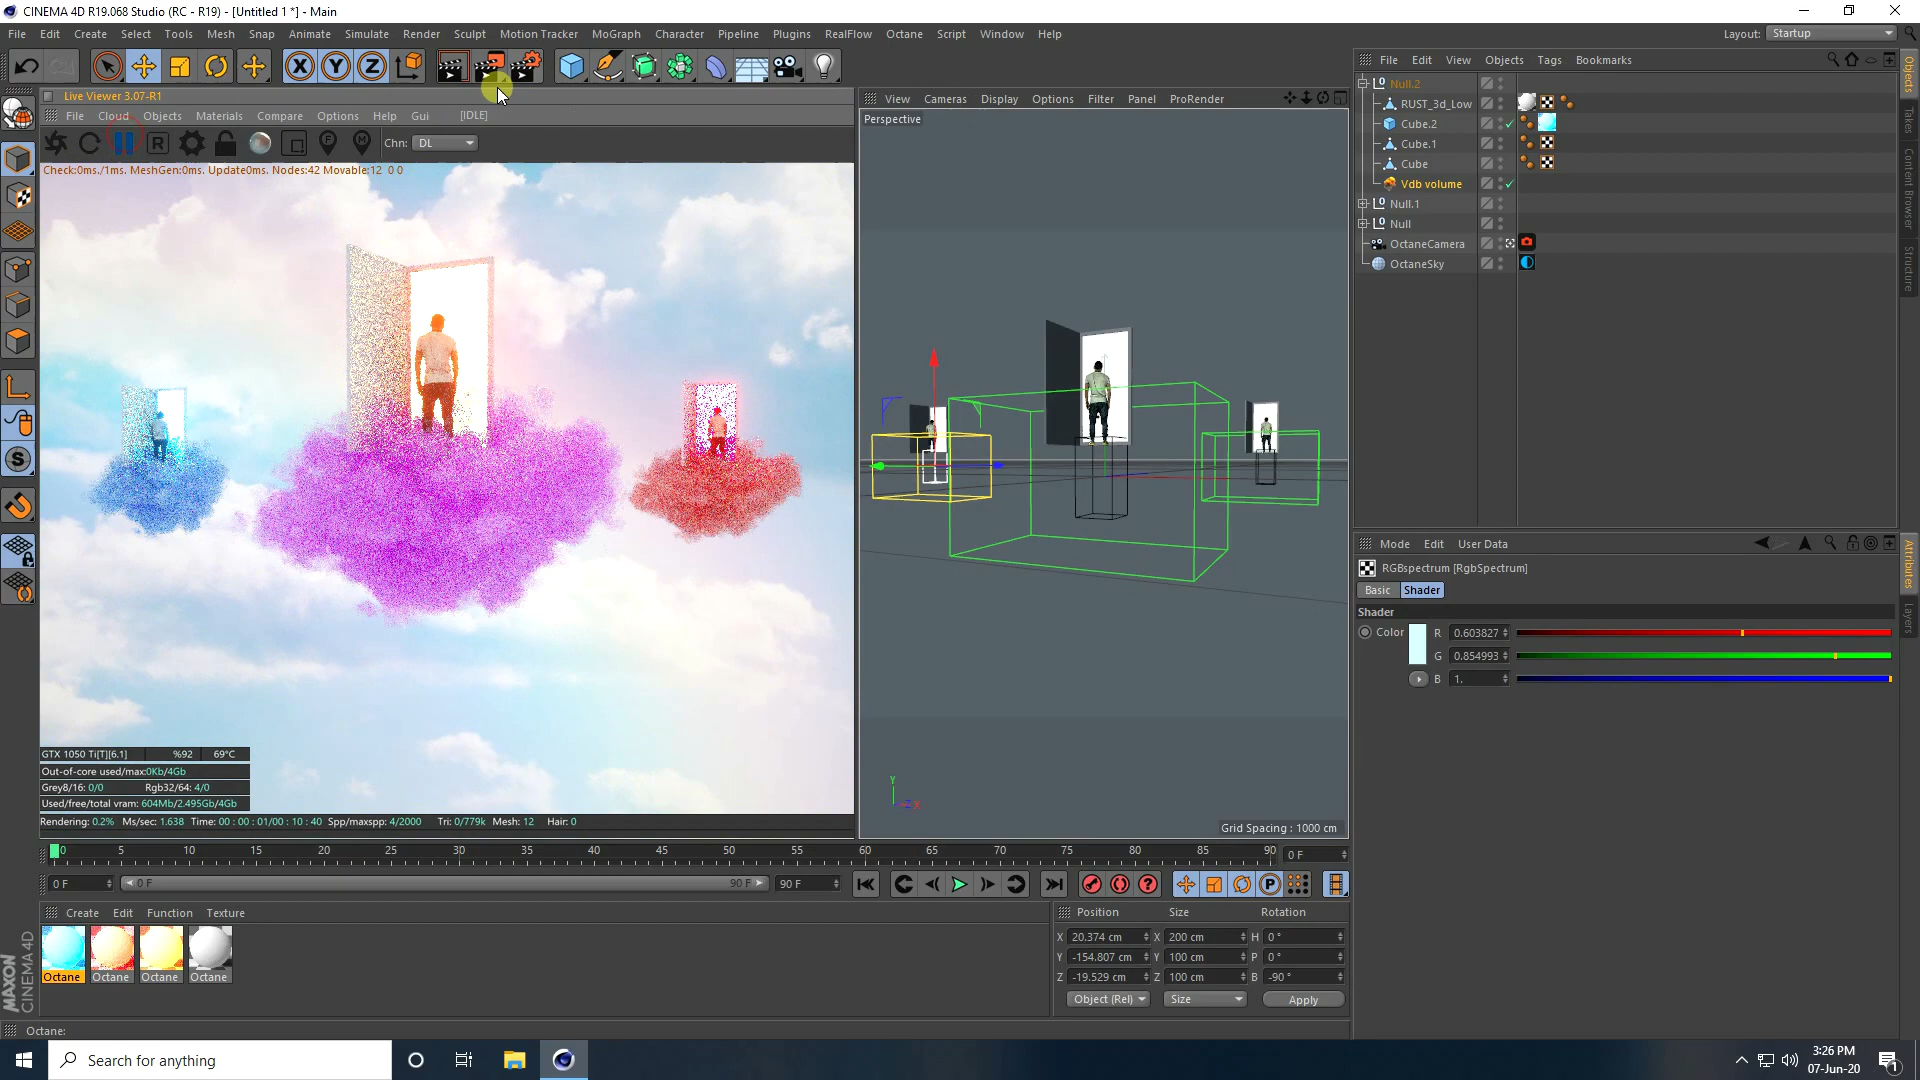 CINEMA 4D R19.068 Studio (RC - R19) - [Untitled 1 *] - Main
File Edit Create Select Tools Mesh Snap Animate Simulate Render Sculpt Motion Tracker MoGraph Character Pipeline Plugins RealFlow Octane Script Window Help
Layout: Startup
Live Viewer 3.07-R1
File Cloud Objects Materials Compare Options Help Gui [IDLE]
R
Chn: DL
Check:0ms./1ms. MeshGen:0ms. Update0ms. Nodes:42 Movable:12 0 0
GTX 1050 Ti[T][6.1] %92 69°C
Out-of-core used/max:0Kb/4Gb
Grey8/16: 0/0 Rgb32/64: 4/0
Used/free/total vram: 604Mb/2.495Gb/4Gb
Rendering: 0.2% Ms/sec: 1.638 Time: 00 : 00 : 01/00 : 10 : 40 Spp/maxspp: 4/2000 Tri: 0/779k Mesh: 12 Hair: 0
View Cameras Display Options Filter Panel ProRender
Perspective
Y
Z X
Grid Spacing : 1000 cm
File Edit View Objects Tags Bookmarks
Null.2
RUST_3d_Low
Cube.2
Cube.1
Cube
Vdb volume
Null.1
Null
OctaneCamera
OctaneSky
Objects
Takes
Content Browser
Structure
Mode Edit User Data
RGBspectrum [RgbSpectrum]
Basic Shader
Shader
Color R 0.603827
G 0.854993
B 1.
Attributes
Layers
0 5 10 15 20 25 30 35 40 45 50 55 60 65 70 75 80 85 90 0 F
0 F 0 F 90 F 90 F
Create Edit Function Texture
Octane Octane Octane Octane
Position Size Rotation
X 20.374 cm X 200 cm H 0 °
Y -154.807 cm Y 100 cm P 0 °
Z -19.529 cm Z 100 cm B -90 °
Object (Rel) Size Apply
MAXON
CINEMA 4D
Octane:
Search for anything
3:26 PM
07-Jun-20
1